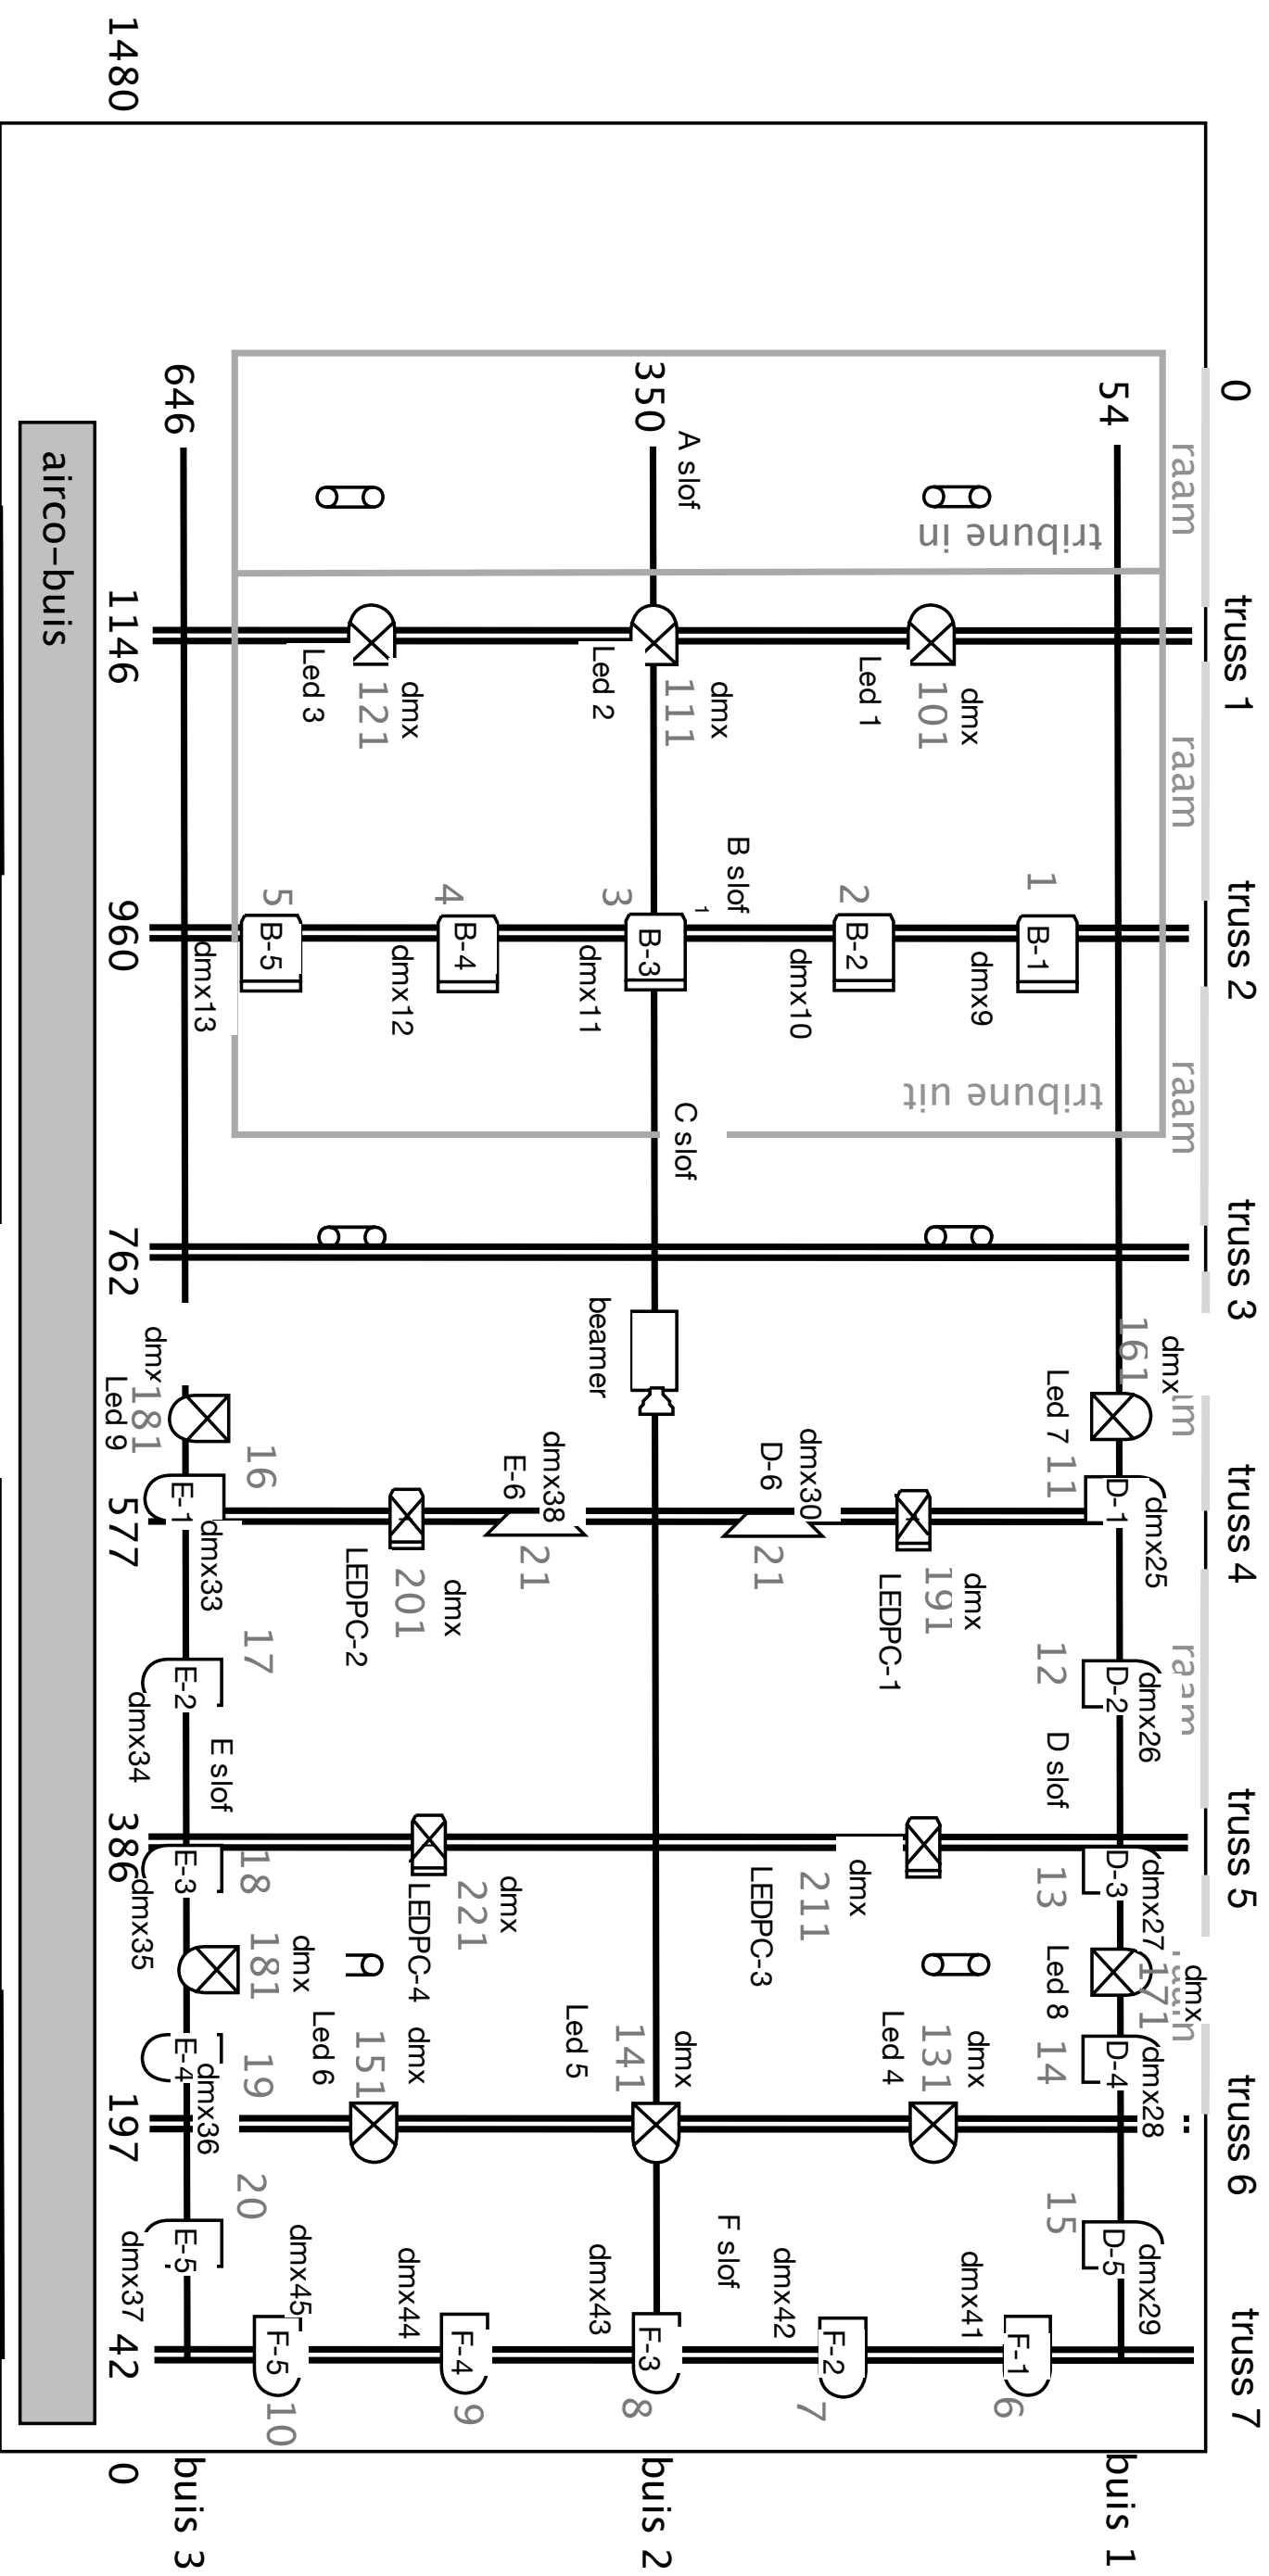 1480
0
truss 1
truss 2
truss 3
truss 4
truss 5
truss 6
truss 7
raam
raam
raam
raam
54
350
646
A slof
tribune in
tribune uit
Led 1
101
dmx
Led 2
111
dmx
Led 3
121
dmx
B slof
1
1
B-1
dmx9
2
B-2
dmx10
3
B-3
dmx11
4
B-4
dmx12
5
B-5
dmx13
C slof
beamer
161
dmx
Led 7
dmx
181
Led 9
11
D-1
dmx25
191
dmx
LEDPC-1
dmx30
D-6
21
dmx38
E-6
21
201
dmx
LEDPC-2
16
E-1
dmx33
12
D-2
dmx26
17
E-2
dmx34
D slof
E slof
13
D-3
dmx27
dmx
211
LEDPC-3
dmx
221
LEDPC-4
18
E-3
dmx35
Led 8
171
dmx
181
dmx
14
D-4
dmx28
Led 4
131
dmx
Led 5
141
dmx
Led 6
151
dmx
19
E-4
dmx36
15
D-5
dmx29
20
E-5
dmx37
F slof
dmx41
F-1
6
dmx42
F-2
7
dmx43
F-3
8
dmx44
F-4
9
dmx45
F-5
10
1146
960
762
577
386
197
42
0
airco-buis
buis 1
buis 2
buis 3